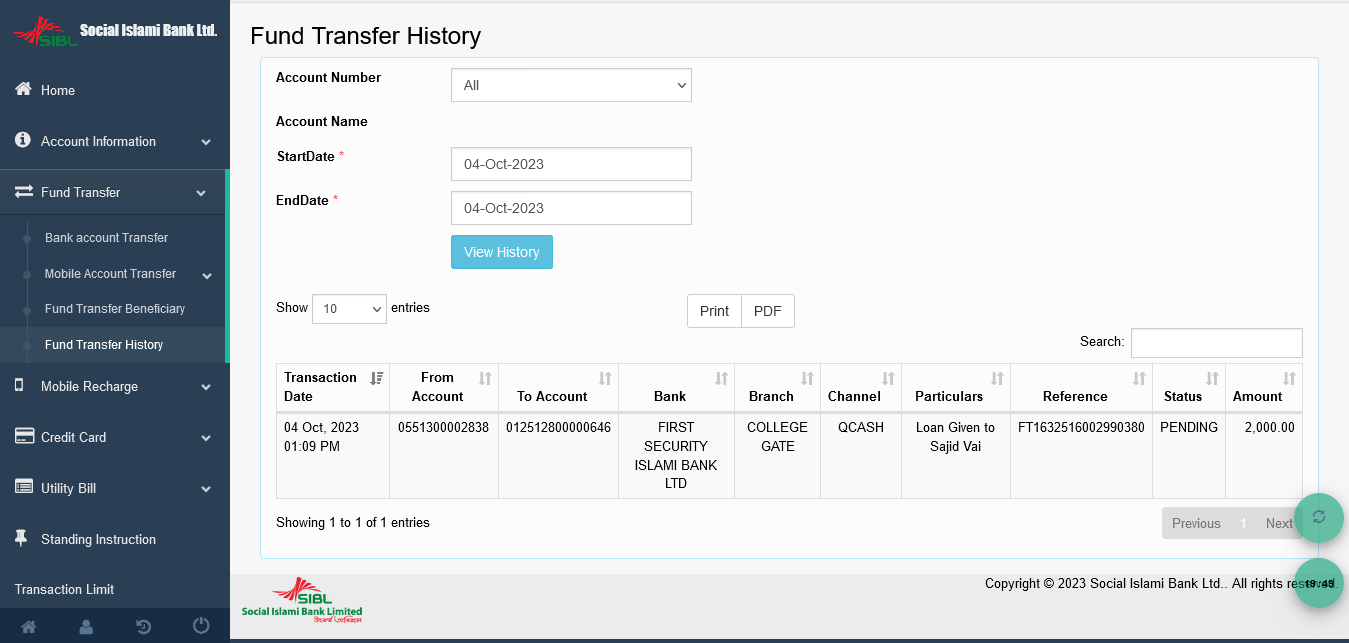 SIBL
Social Islami Bank Ltd.
Home
Account Information
Fund Transfer
Bank account Transfer
Mobile Account Transfer
Fund Transfer Beneficiary
Fund Transfer History
Mobile Recharge
Credit Card
Utility Bill
Standing Instruction
Transaction Limit
Fund Transfer History
Account Number
All
Account Name
StartDate *
04-Oct-2023
EndDate *
04-Oct-2023
View History
Show 10 entries
Print PDF
Search:
Transaction Date From Account To Account Bank Branch Channel Particulars Reference Status Amount
04 Oct, 2023 0551300002838 012512800000646 FIRST COLLEGE QCASH Loan Given to FT1632516002990380 PENDING 2,000.00
01:09 PM SECURITY GATE Sajid Vai
ISLAMI BANK
LTD
Showing 1 to 1 of 1 entries
Previous 1 Next
SIBL
Social Islami Bank Limited
Copyright © 2023 Social Islami Bank Ltd.. All rights reserved.